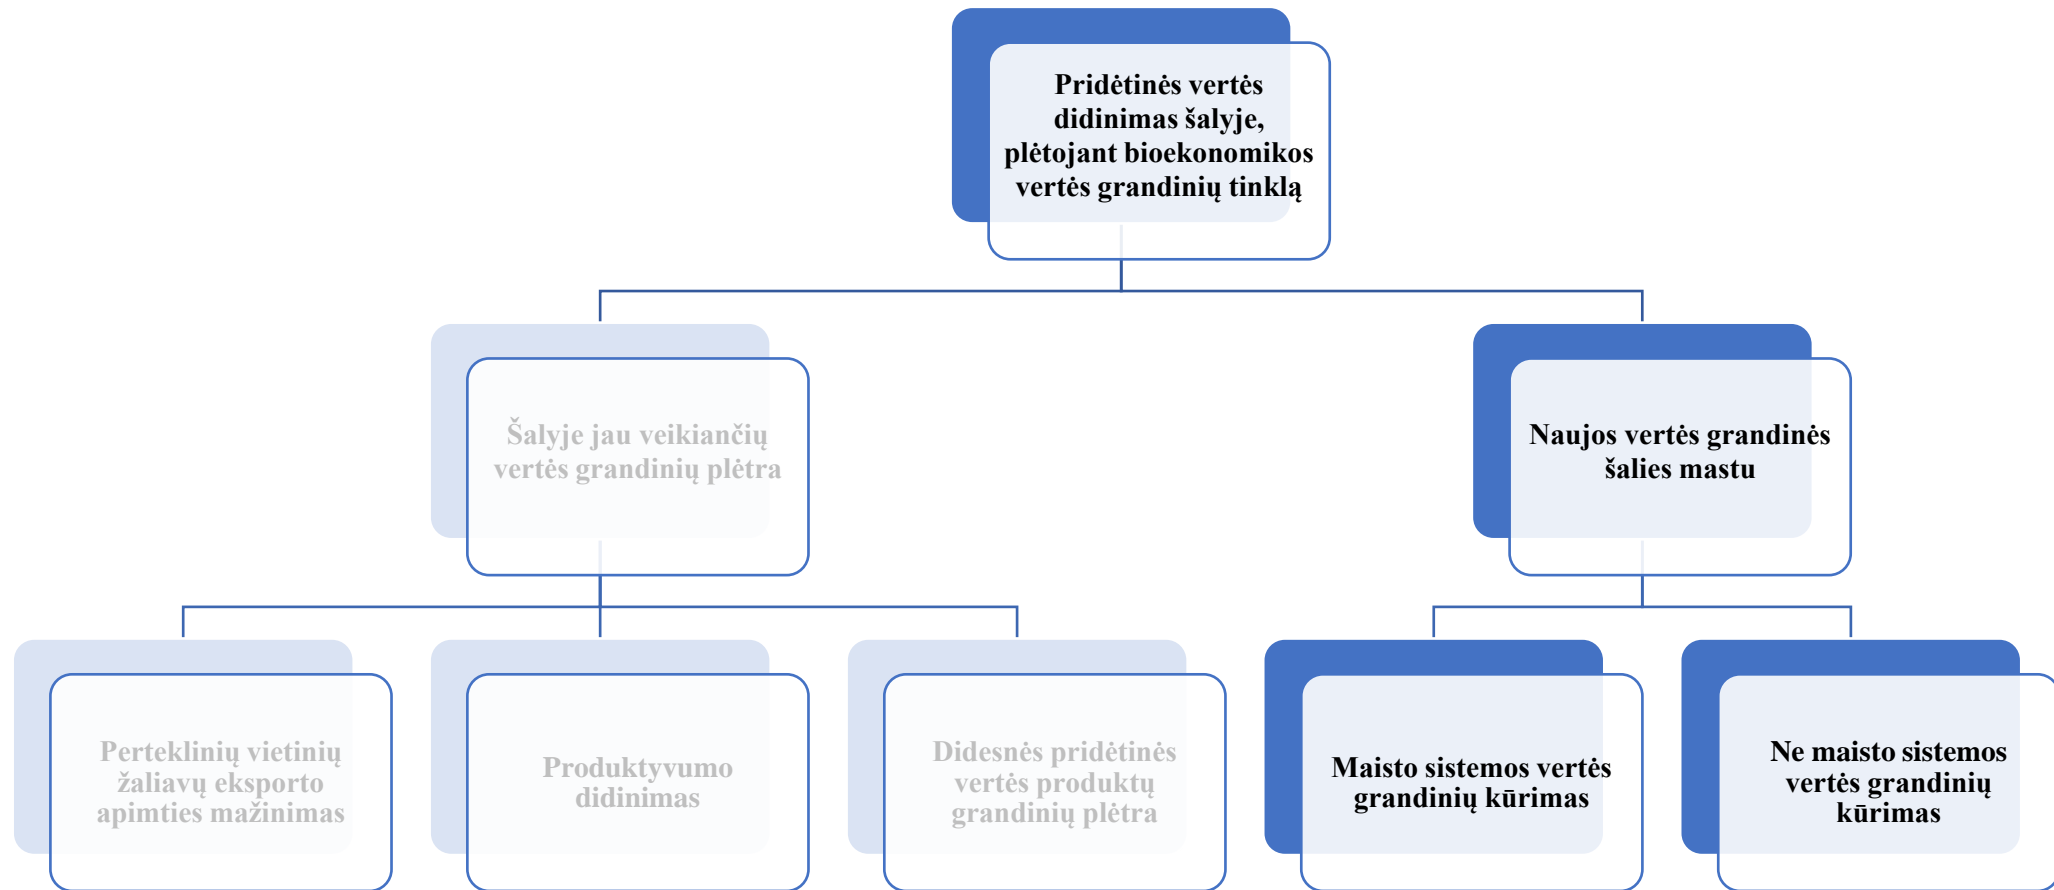 Pridėtinės vertės
didinimas šalyje,
plėtojant bioekonomikos
vertės grandinių tinklą
Šalyje jau veikiančių
vertės grandinių plėtra
Naujos vertės grandinės
šalies mastu
Perteklinių vietinių
žaliavų eksporto
apimties mažinimas
Produktyvumo
didinimas
Didesnės pridėtinės
vertės produktų
grandinių plėtra
Maisto sistemos vertės
grandinių kūrimas
Ne maisto sistemos
vertės grandinių
kūrimas